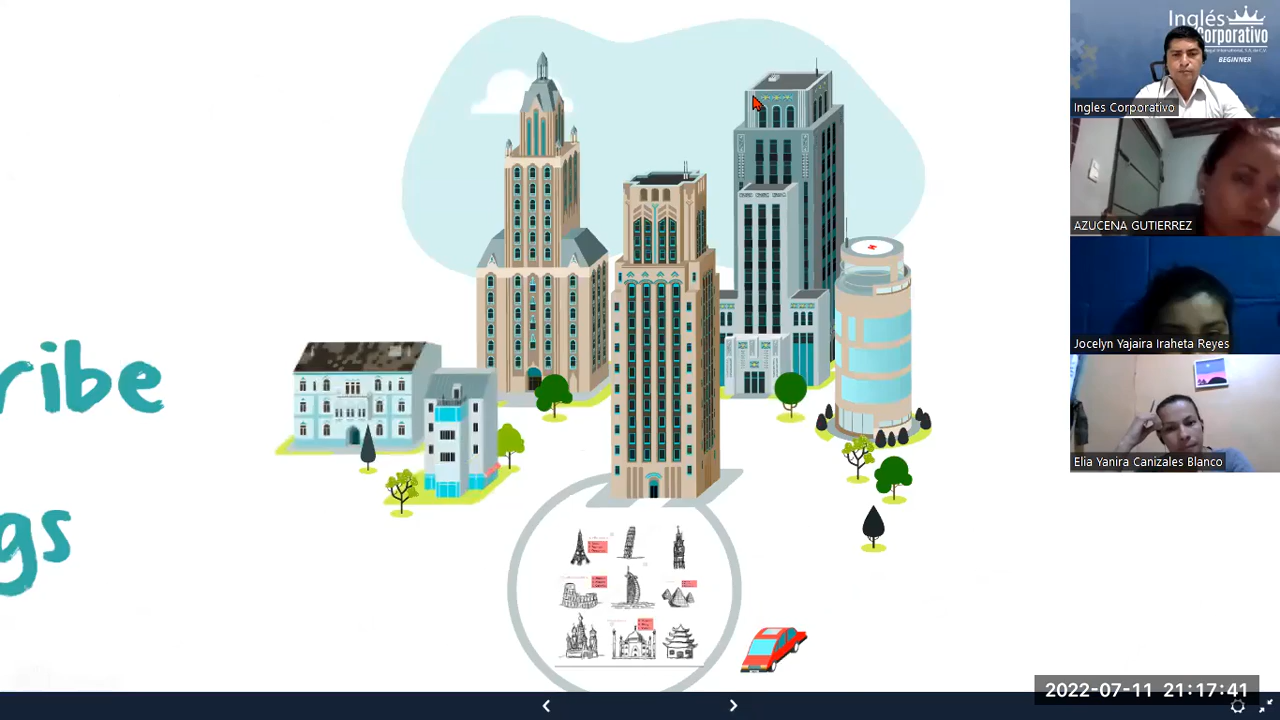 ribe
gs
Inglés
Corporativo
BEGINNER
Ingles Corporativo
AZUCENA GUTIERREZ
Jocelyn Yajaira Iraheta Reyes
Elia Yanira Canizales Blanco
2022-07-11 21:17:41